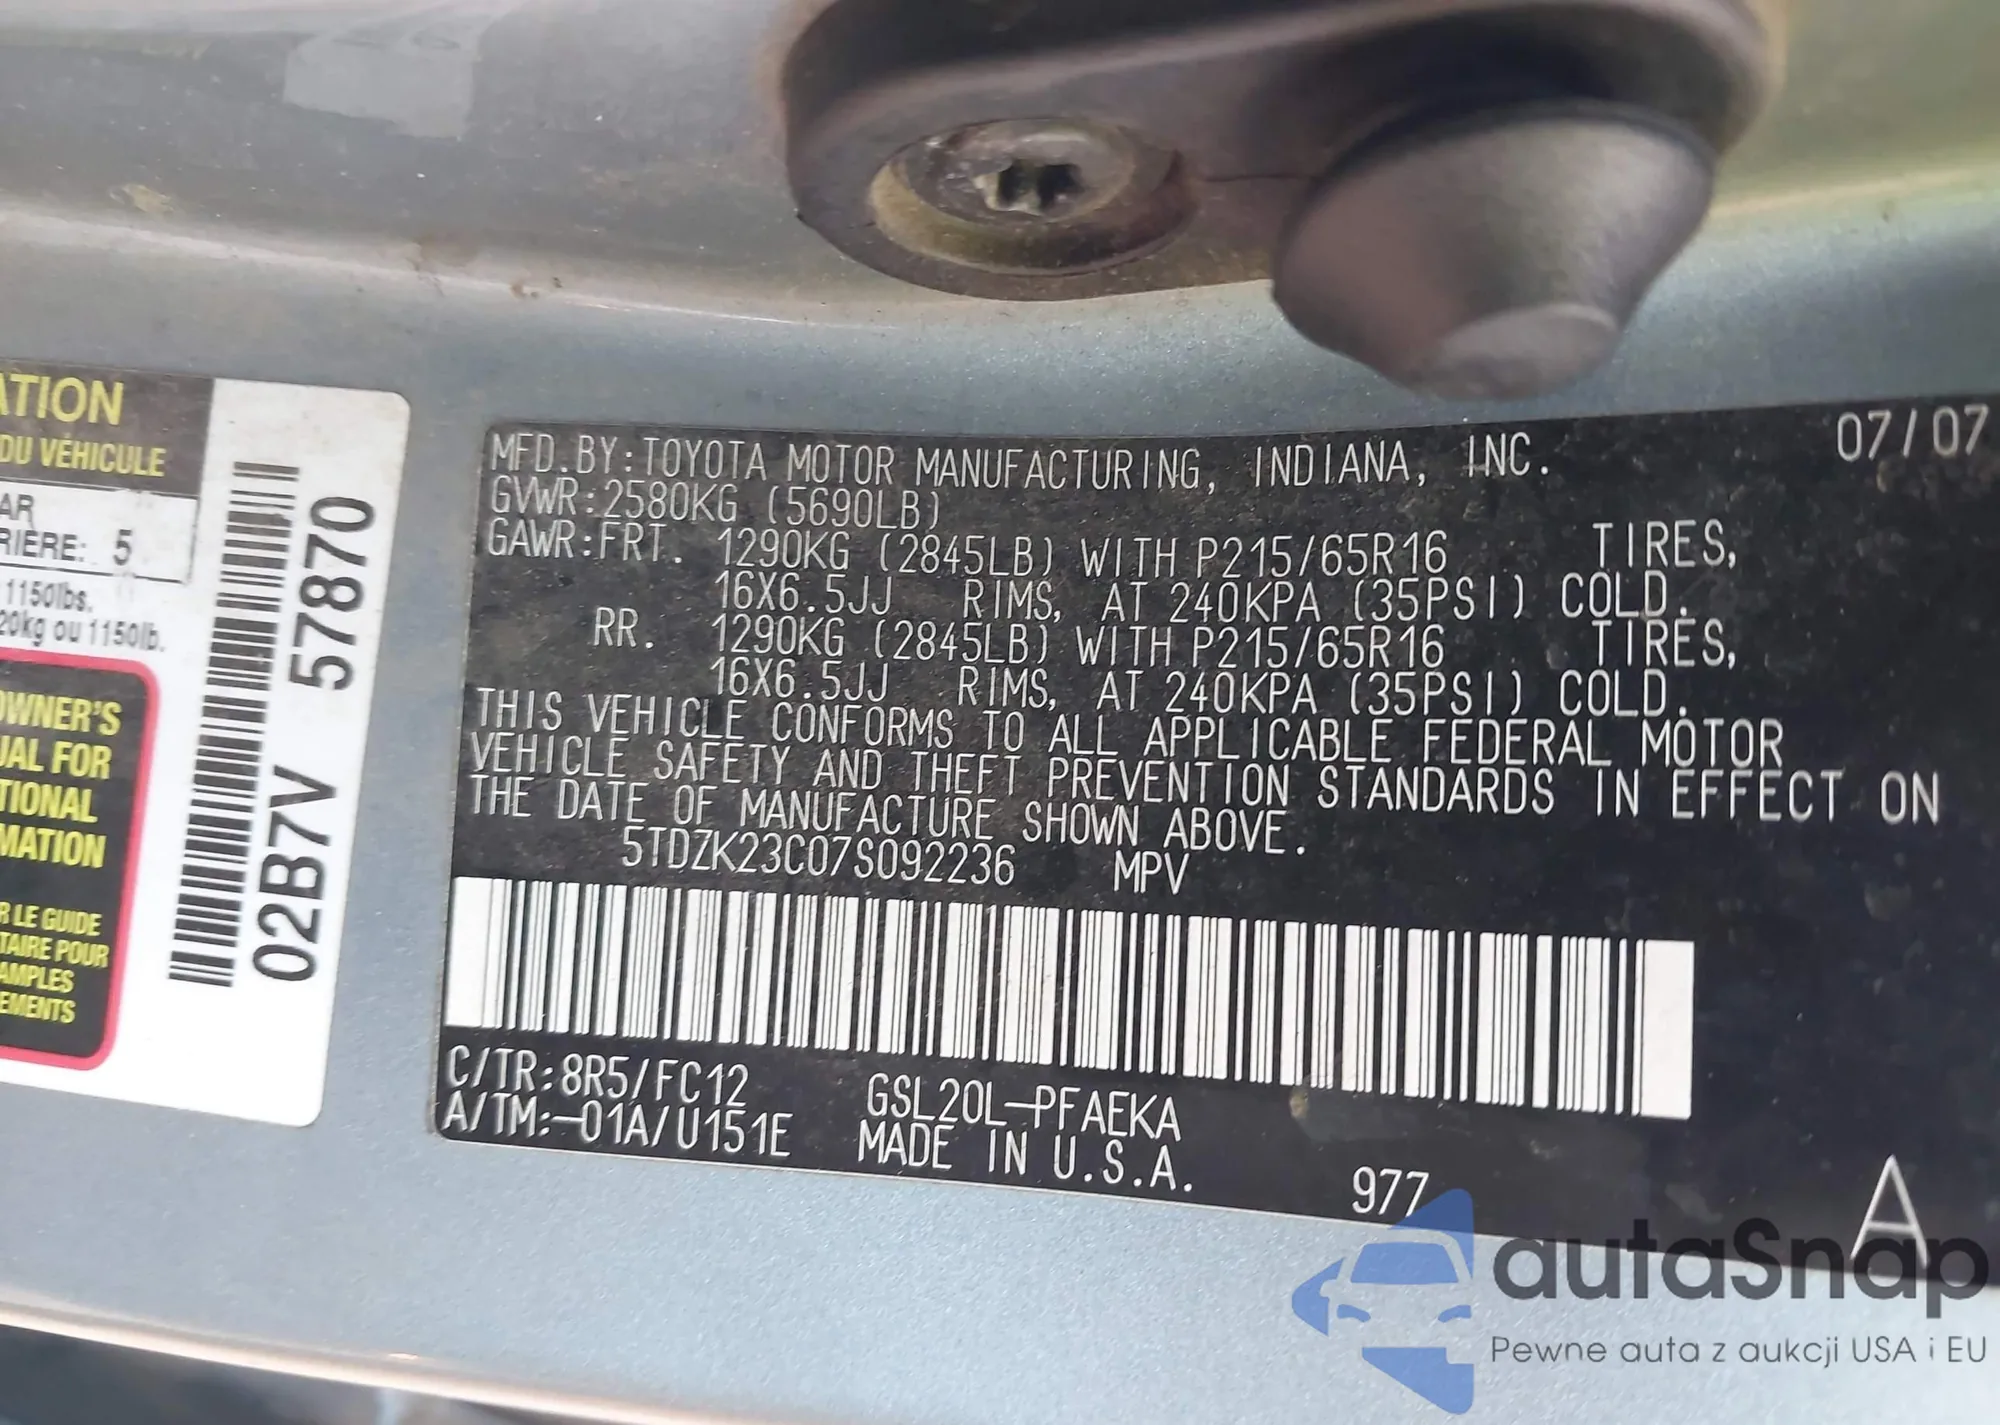 ATION
DU VÉHICULE
AR
RIÈRE: 5
1150lbs.
20kg ou 1150lb.
OWNER'S
UAL FOR
TIONAL
MATION
R LE GUIDE
TAIRE POUR
AMPLES
EMENTS
02B7V 57870
07/07
MFD.BY:TOYOTA MOTOR MANUFACTURING, INDIANA, INC.
GVWR:2580KG (5690LB)
GAWR:FRT. 1290KG (2845LB) WITH P215/65R16 TIRES,
16X6.5JJ RIMS, AT 240KPA (35PSI) COLD.
RR. 1290KG (2845LB) WITH P215/65R16 TIRES,
16X6.5JJ RIMS, AT 240KPA (35PSI) COLD.
THIS VEHICLE CONFORMS TO ALL APPLICABLE FEDERAL MOTOR
VEHICLE SAFETY AND THEFT PREVENTION STANDARDS IN EFFECT ON
THE DATE OF MANUFACTURE SHOWN ABOVE.
5TDZK23C07S092236 MPV
C/TR:8R5/FC12 GSL20L-PFAEKA
A/TM:-01A/U151E MADE IN U.S.A.
977
A
autaSnap
Pewne auta z aukcji USA i EU